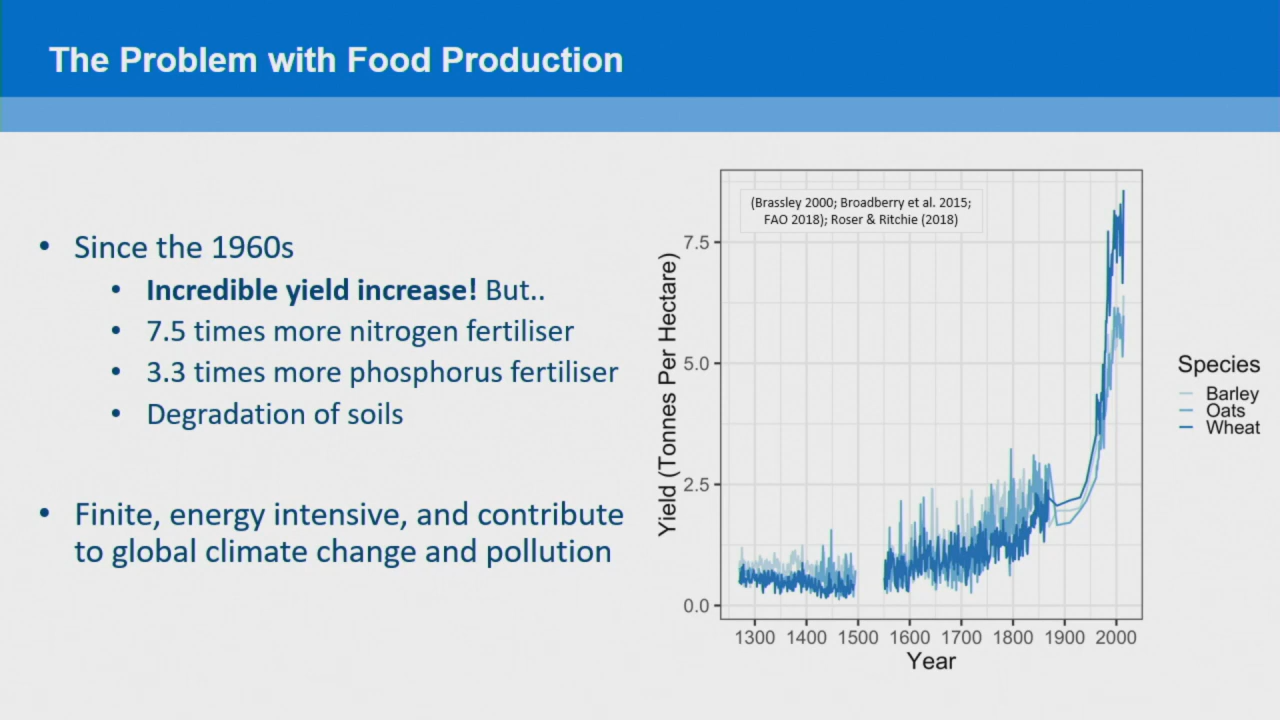 The Problem with Food Production
• Since the 1960s
• Incredible yield increase! But..
• 7.5 times more nitrogen fertiliser
• 3.3 times more phosphorus fertiliser
• Degradation of soils
• Finite, energy intensive, and contribute
to global climate change and pollution
(Brassley 2000; Broadberry et al. 2015;
FAO 2018); Roser & Ritchie (2018)
Yield (Tonnes Per Hectare)
7.5
5.0
2.5
0.0
1300 1400 1500 1600 1700 1800 1900 2000
Year
Species
Barley
Oats
Wheat